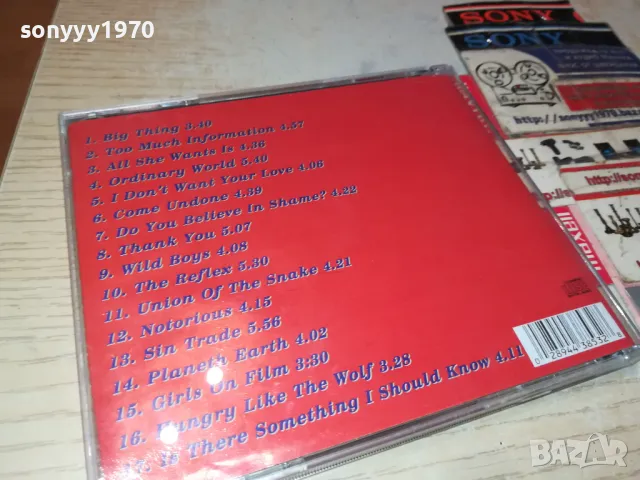 sonyyy1970
SONY
SONY
1. Big Thing 3.40
2. Too Much Information 4.57
3. All She Wants Is 4.36
4. Ordinary World 5.40
5. I Don't Want Your Love 4.06
6. Come Undone 4.39
7. Do You Believe In Shame? 4.22
8. Thank You 5.07
9. Wild Boys 4.08
10. The Reflex 5.30
11. Union Of The Snake 4.21
12. Notorious 4.15
13. Sin Trade 5.56
14. Planeth Earth 4.02
15. Girls On Film 3:30
16. Hungry Like The Wolf 3.28
17. Is There Something I Should Know 4.11
0 28944 38532 8
maxell
BAZAR